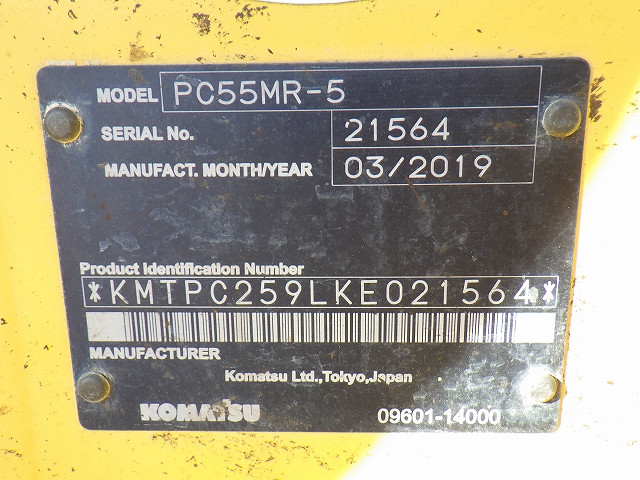 MODEL PC55MR-5
SERIAL No. 21564
MANUFACT. MONTH/YEAR 03/2019
Product Identification Number
*KMTPC259LKE021564*
MANUFACTURER
Komatsu Ltd.,Tokyo,Japan
KOMATSU 09601-14000